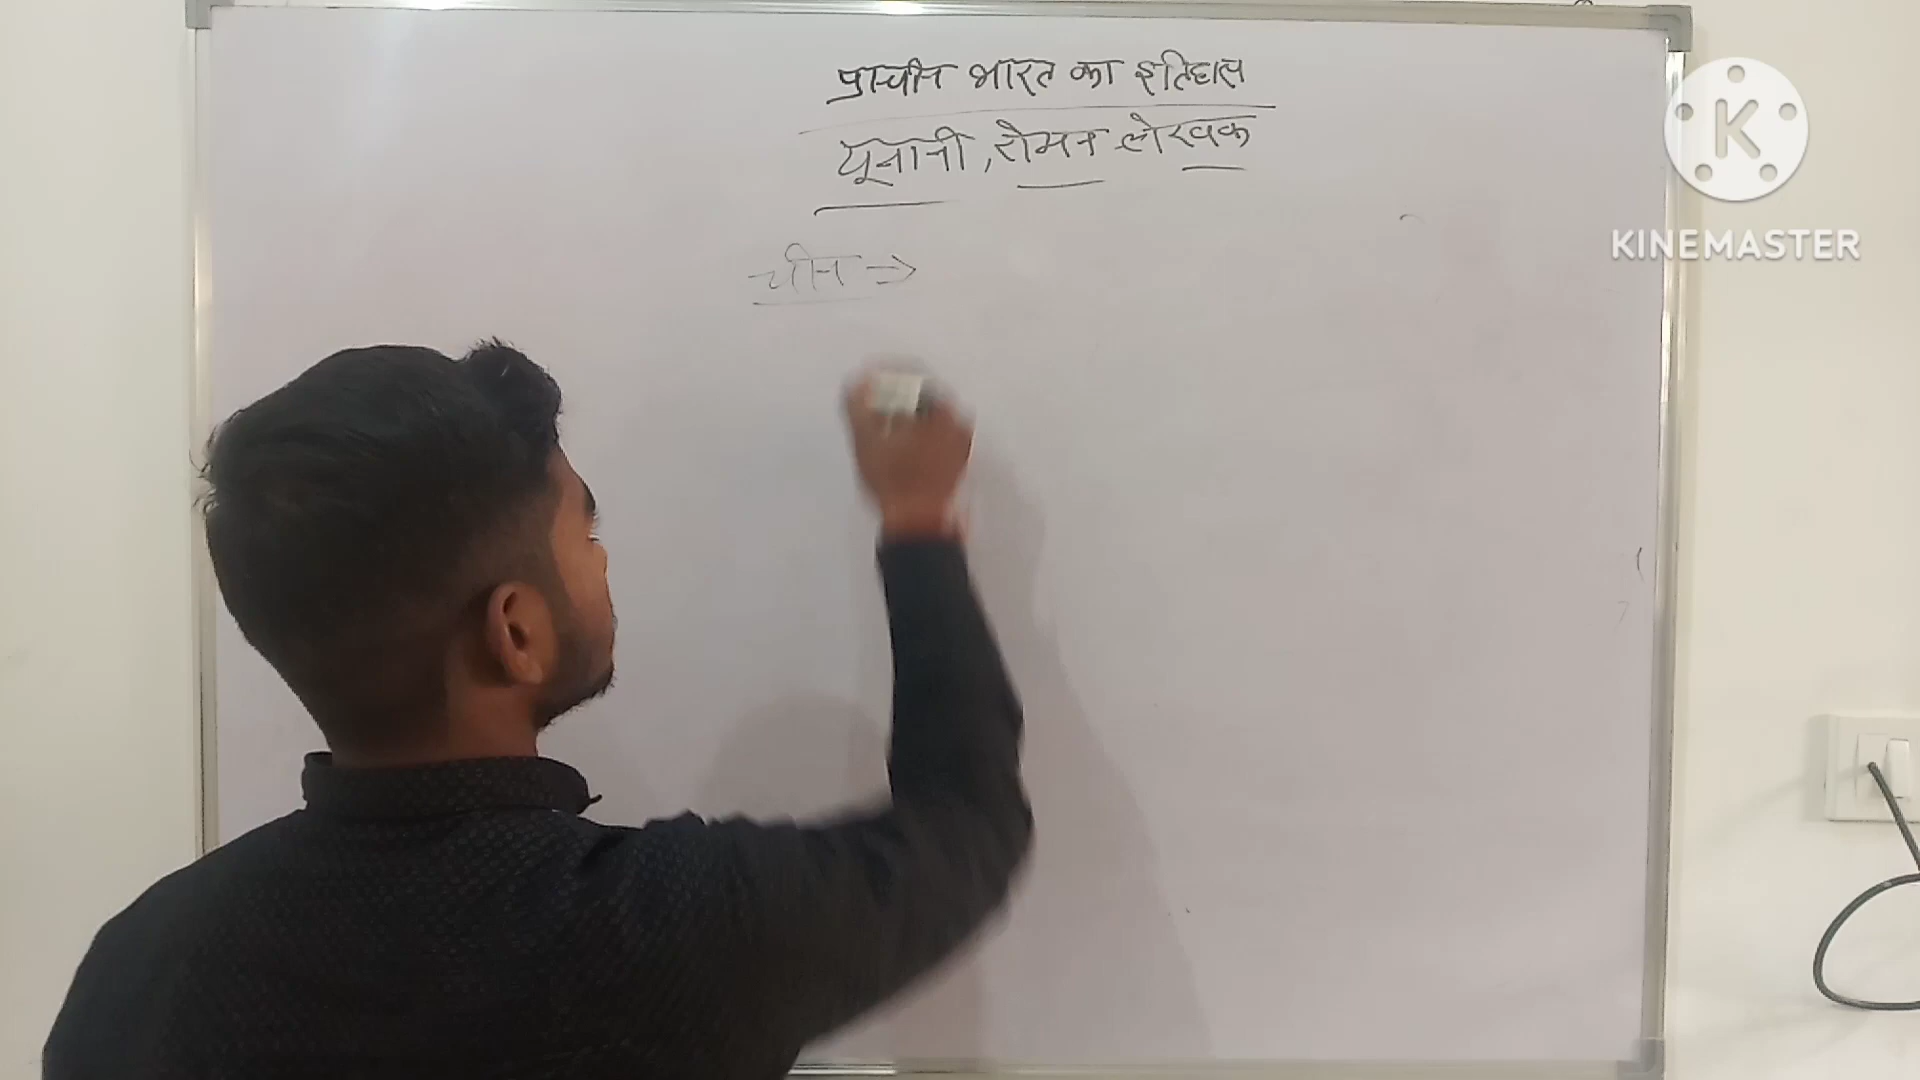 प्राचीन भारत का इतिहास
यूनानी, रोमन लेखक
चीन ⇒
K
KINEMASTER